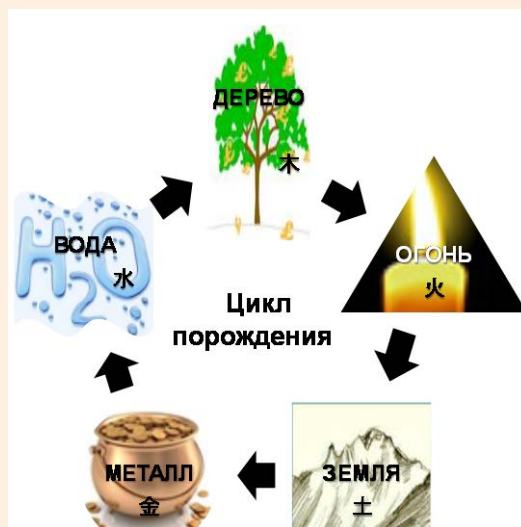 ДЕРЕВО
木
ОГОНЬ
火
ЗЕМЛЯ
土
МЕТАЛЛ
金
ВОДА
水
H2O
Цикл
порождения